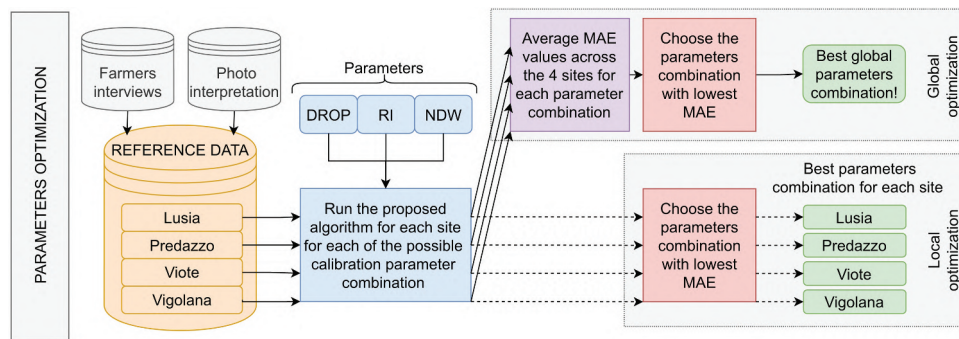 PARAMETERS OPTIMIZATION
Farmers
interviews
Photo
interpretation
REFERENCE DATA
Lusia
Predazzo
Viote
Vigolana
Parameters
DROP
RI
NDW
Run the proposed
algorithm for each site
for each of the possible
calibration parameter
combination
Average MAE
values across
the 4 sites for
each parameter
combination
Choose the
parameters
combination
with lowest
MAE
Best global
parameters
combination!
Global
optimization
Choose the
parameters
combination
with lowest
MAE
Best parameters
combination for each site
Lusia
Predazzo
Viote
Vigolana
Local
optimization